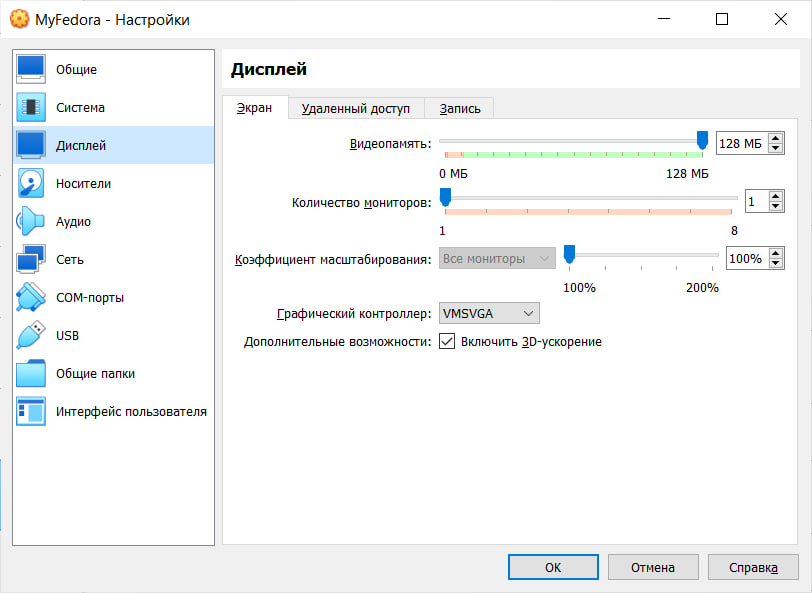 MyFedora - Настройки
Общие
Система
Дисплей
Носители
Аудио
Сеть
COM-порты
USB
Общие папки
Интерфейс пользователя
Дисплей
Экран Удаленный доступ Запись
Видеопамять: 128 МБ
0 МБ 128 МБ
Количество мониторов: 1
1 8
Коэффициент масштабирования: Все мониторы 100%
100% 200%
Графический контроллер: VMSVGA
Дополнительные возможности: Включить 3D-ускорение
ОК Отмена Справка